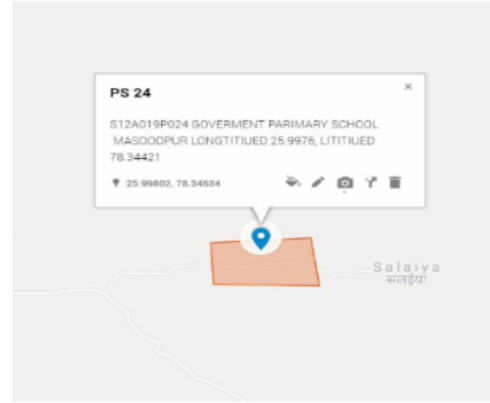 PS 24
×
S12A019P024 GOVERMENT PARIMARY SCHOOL
MASOODPUR LONGTITIUED 25.9976, LITITIUED
78.34421
25.99802, 78.34634
Salaiya
सलईया